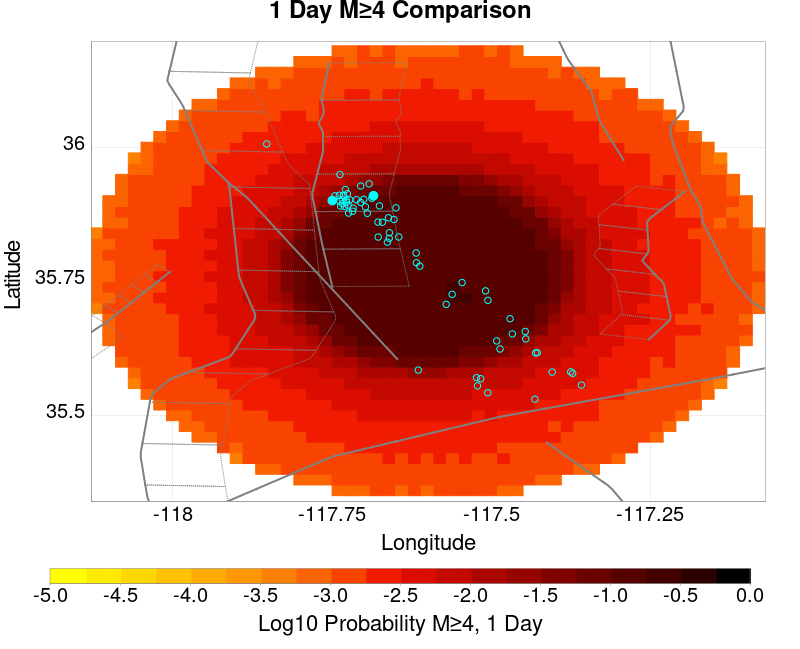 1 Day M≥4 Comparison
36
35.75
35.5
Latitude
-118 -117.75 -117.5 -117.25
Longitude
-5.0 -4.5 -4.0 -3.5 -3.0 -2.5 -2.0 -1.5 -1.0 -0.5 0.0
Log10 Probability M≥4, 1 Day